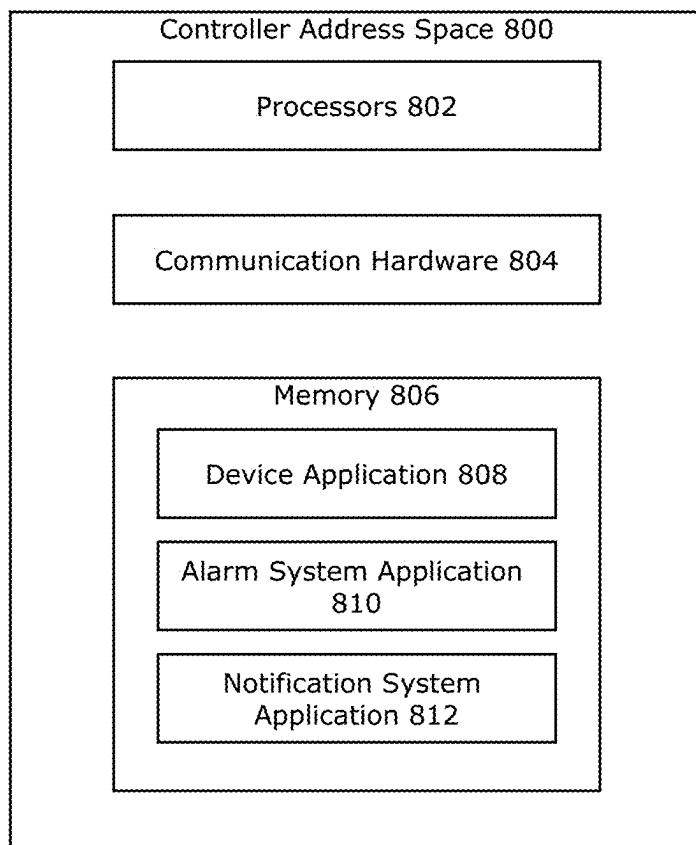 Controller Address Space 800
Processors 802
Communication Hardware 804
Memory 806
Device Application 808
Alarm System Application
810
Notification System
Application 812